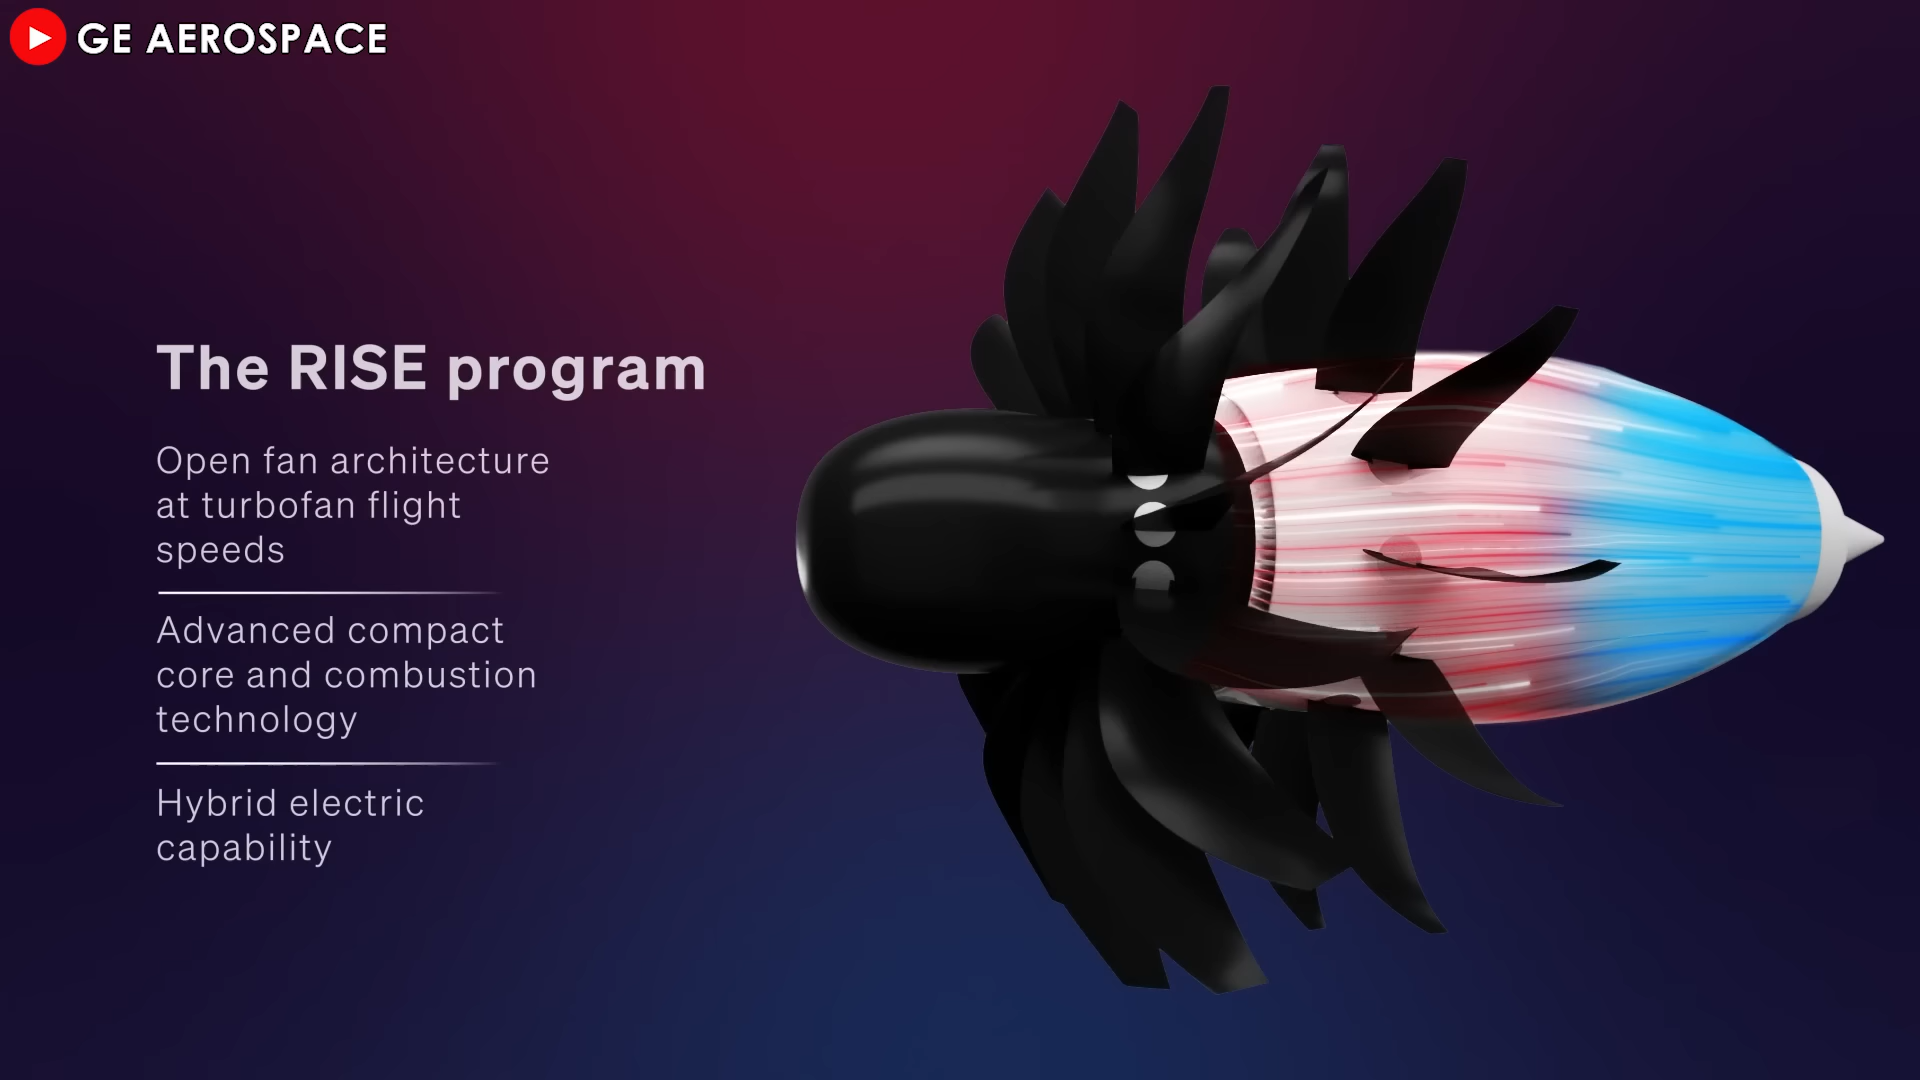 GE AEROSPACE
The RISE program
Open fan architecture
at turbofan flight
speeds
Advanced compact
core and combustion
technology
Hybrid electric
capability